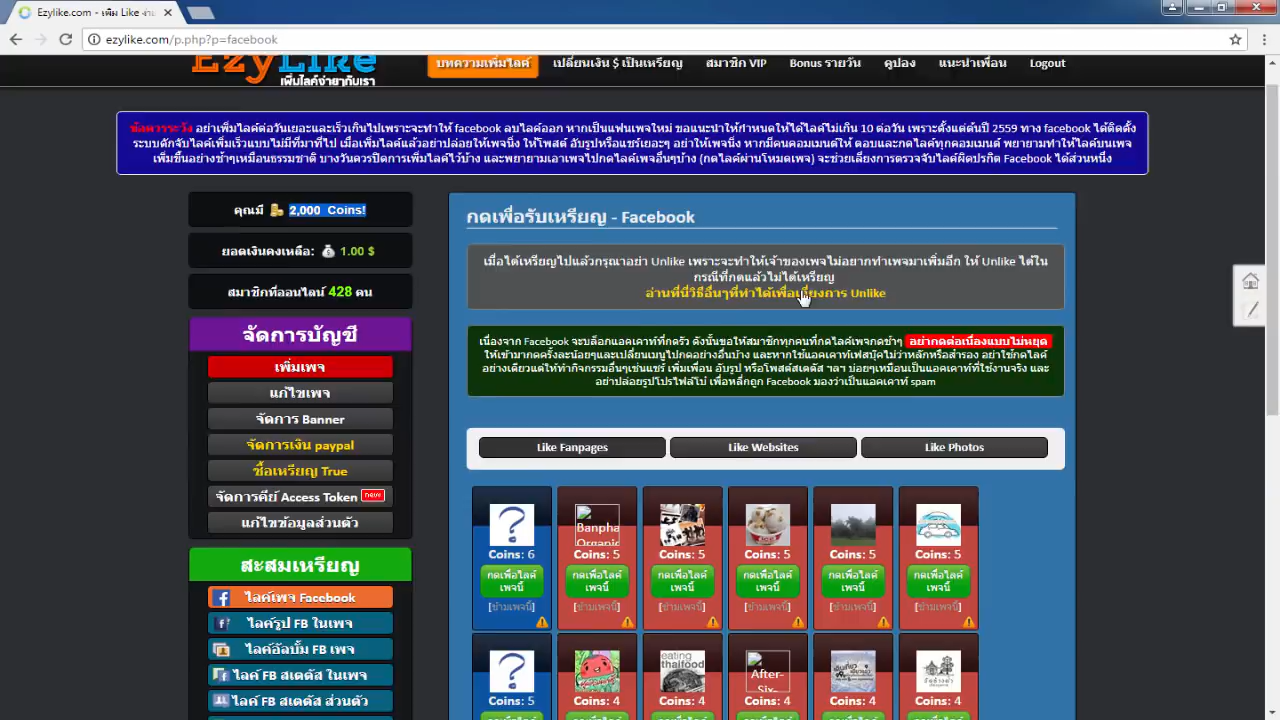 Ezylike.com - เพิ่ม Like ง่าย
ezylike.com/p.php?p=facebook
EzyLike
เพิ่มไลค์ง่ายๆกับเรา
บทความเพิ่มไลค์ เปลี่ยนเงิน $ เป็นเหรียญ สมาชิก VIP Bonus รายวัน คูปอง แนะนำเพื่อน Logout
ข้อควรระวัง อย่าเพิ่มไลค์ต่อวันเยอะและเร็วเกินไปเพราะจะทำให้ facebook ลบไลค์ออก หากเป็นแฟนเพจใหม่ ขอแนะนำให้กำหนดให้ได้ไลค์ไม่เกิน 10 ต่อวัน เพราะตั้งแต่ต้นปี 2559 ทาง facebook ได้ติดตั้ง
ระบบดักจับไลค์เพิ่มเร็วแบบไม่มีที่มาที่ไป เมื่อเพิ่มไลค์แล้วอย่าปล่อยให้เพจนิ่ง ให้โพสต์ อับรูปหรือแชร์เยอะๆ อย่าให้เพจนิ่ง หากมีคนคอมเมนต์ให้ ตอบและกดไลค์ทุกคอมเมนต์ พยายามทำให้ไลค์บนเพจ
เพิ่มขึ้นอย่างช้าๆเหมือนธรรมชาติ บางวันควรปิดการเพิ่มไลค์ไว้บ้าง และพยายามเอาเพจไปกดไลค์เพจอื่นๆบ้าง (กดไลค์ผ่านโหมดเพจ) จะช่วยเลี่ยงการตรวจจับไลค์ผิดปรกติ Facebook ได้ส่วนหนึ่ง
คุณมี 2,000 Coins!
ยอดเงินคงเหลือ: 1.00 $
สมาชิกที่ออนไลน์ 428 คน
จัดการบัญชี
เพิ่มเพจ
แก้ไขเพจ
จัดการ Banner
จัดการเงิน paypal
ซื้อเหรียญ True
จัดการคีย์ Access Token new
แก้ไขข้อมูลส่วนตัว
สะสมเหรียญ
ไลค์เพจ Facebook
ไลค์รูป FB ในเพจ
ไลค์อัลบั้ม FB เพจ
ไลค์ FB สเตตัส ในเพจ
ไลค์ FB สเตตัส ส่วนตัว
กดเพื่อรับเหรียญ - Facebook
เมื่อได้เหรียญไปแล้วกรุณาอย่า Unlike เพราะจะทำให้เจ้าของเพจไม่อยากทำเพจมาเพิ่มอีก ให้ Unlike ได้ใน
กรณีที่กดแล้วไม่ได้เหรียญ
อ่านที่นี่วิธีอื่นๆที่ทำได้เพื่อเลี่ยงการ Unlike
เนื่องจาก Facebook จะบล็อกแอคเคาท์ที่กดรัว ดังนั้นขอให้สมาชิกทุกคนที่กดไลค์เพจกดช้าๆ อย่ากดต่อเนื่องแบบไม่หยุด
ให้เข้ามากดครั้งละน้อยๆและเปลี่ยนเมนูไปกดอย่างอื่นบ้าง และหากใช้แอคเคาท์เฟสบุ๊คไม่ว่าหลักหรือสำรอง อย่าใช้กดไลค์
อย่างเดียวแต่ให้ทำกิจกรรมอื่นๆเช่นแชร์ เพิ่มเพื่อน อับรูป หรือโพสต์สเตตัส ฯลฯ บ่อยๆเหมือนเป็นแอคเคาท์ที่ใช้งานจริง และ
อย่าปล่อยรูปโปรไฟล์โบ๋ เพื่อหลีกถูก Facebook มองว่าเป็นแอคเคาท์ spam
Like Fanpages Like Websites Like Photos
Banpha
Organic
Coins: 6 Coins: 5 Coins: 5 Coins: 5 Coins: 5 Coins: 5
กดเพื่อไลค์ กดเพื่อไลค์ กดเพื่อไลค์ กดเพื่อไลค์ กดเพื่อไลค์ กดเพื่อไลค์
เพจนี้ เพจนี้ เพจนี้ เพจนี้ เพจนี้ เพจนี้
[ข้ามเพจนี้] [ข้ามเพจนี้] [ข้ามเพจนี้] [ข้ามเพจนี้] [ข้ามเพจนี้] [ข้ามเพจนี้]
eating
thaifood
After-
Six-
Coins: 5 Coins: 4 Coins: 4 Coins: 4 Coins: 4 Coins: 4